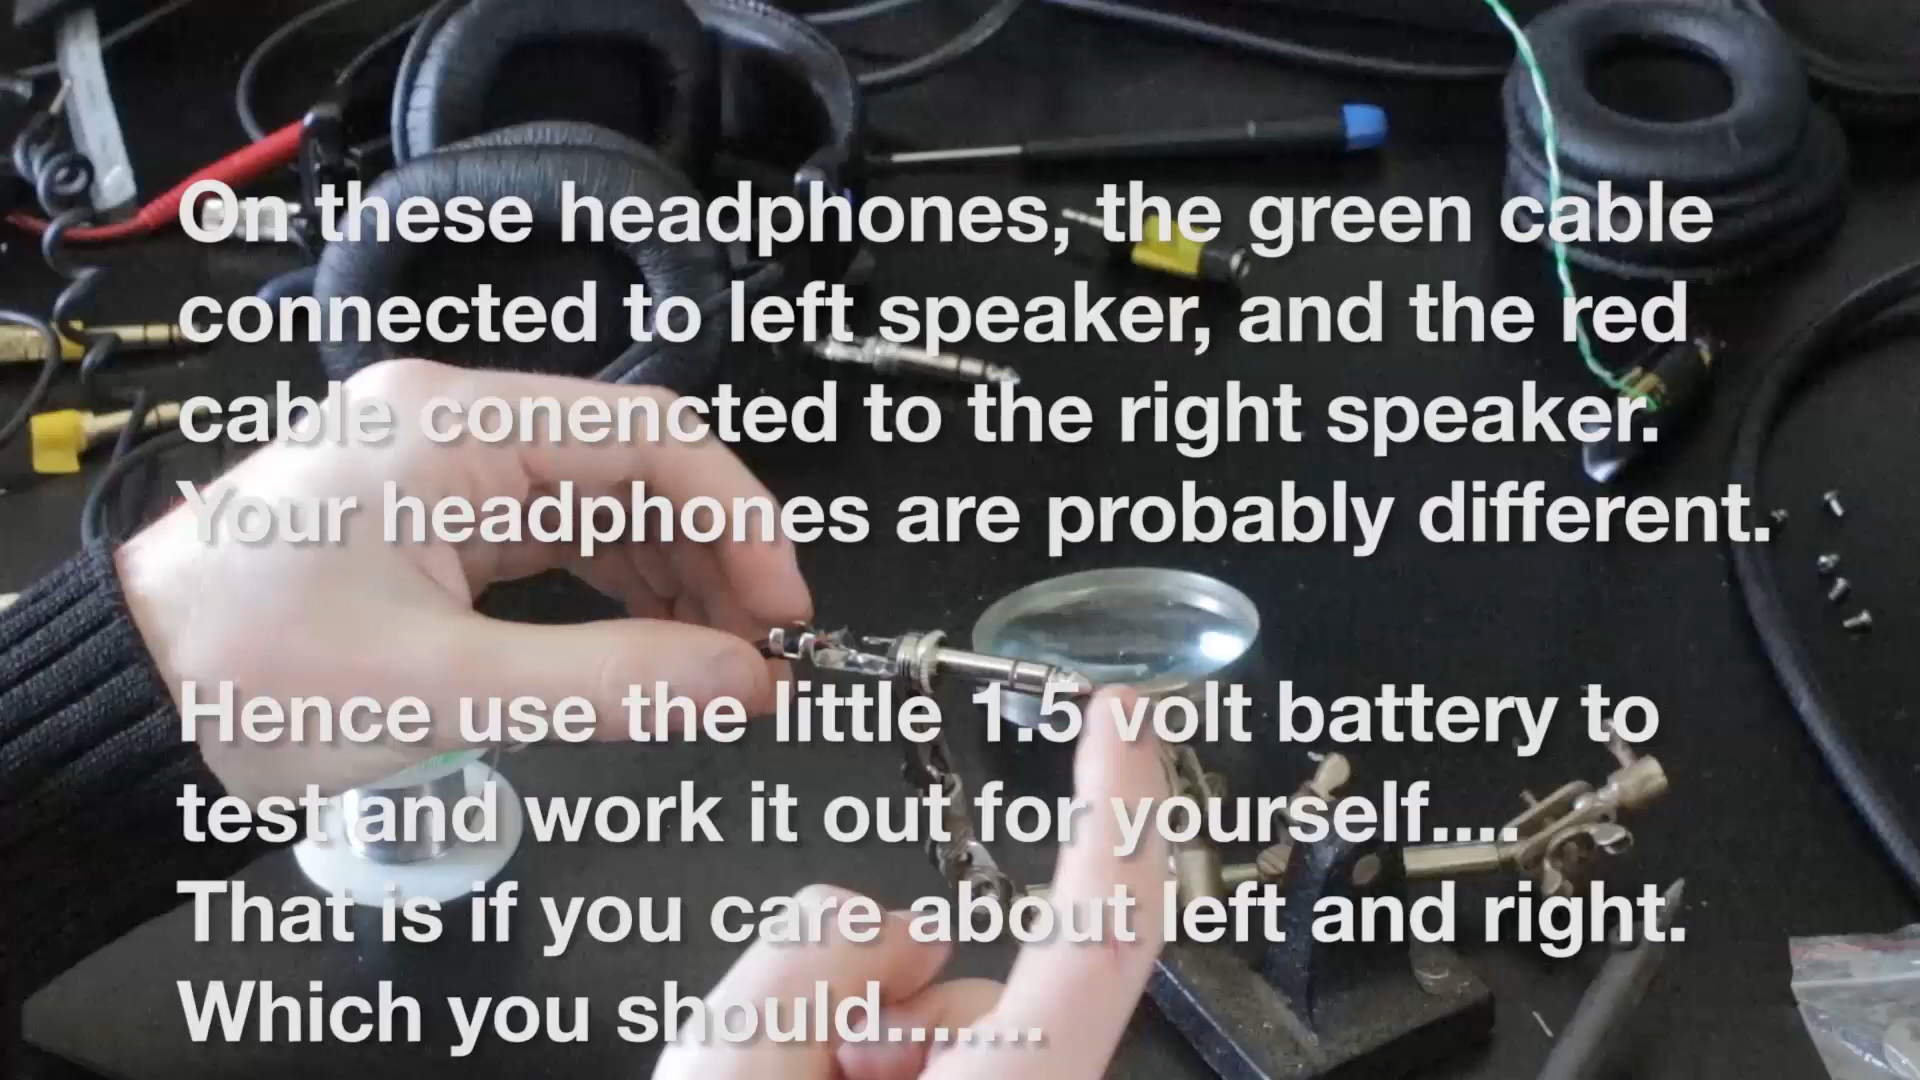 On these headphones, the green cable
connected to left speaker, and the red
cable conencted to the right speaker.
Your headphones are probably different.
Hence use the little 1.5 volt battery to
test and work it out for yourself....
That is if you care about left and right.
Which you should.......